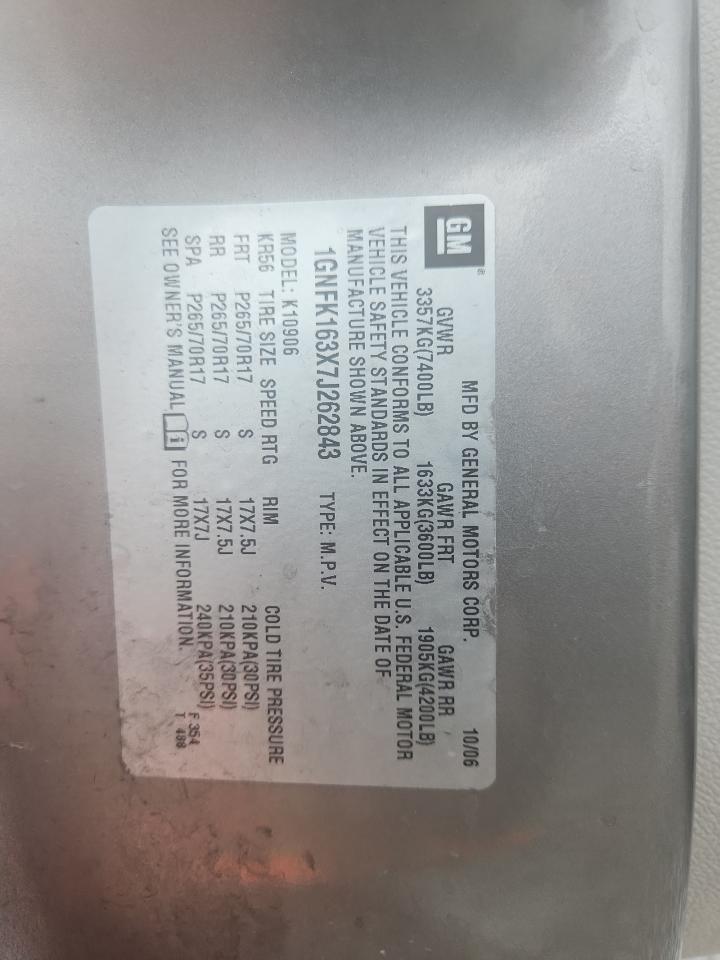 GM®
MFD BY GENERAL MOTORS CORP. 10/06
GVWR GAWR FRT GAWR RR
3357KG(7400LB) 1633KG(3600LB) 1905KG(4200LB)
THIS VEHICLE CONFORMS TO ALL APPLICABLE U.S. FEDERAL MOTOR
VEHICLE SAFETY STANDARDS IN EFFECT ON THE DATE OF
MANUFACTURE SHOWN ABOVE.
1GNFK163X7J262843 TYPE: M.P.V.
MODEL: K10906
KR56 TIRE SIZE SPEED RTG RIM COLD TIRE PRESSURE
FRT P265/70R17 S 17X7.5J 210KPA(30PSI)
RR P265/70R17 S 17X7.5J 210KPA(30PSI)
SPA P265/70R17 S 17X7J 240KPA(35PSI)
SEE OWNER'S MANUAL i FOR MORE INFORMATION.
F 354
T 488